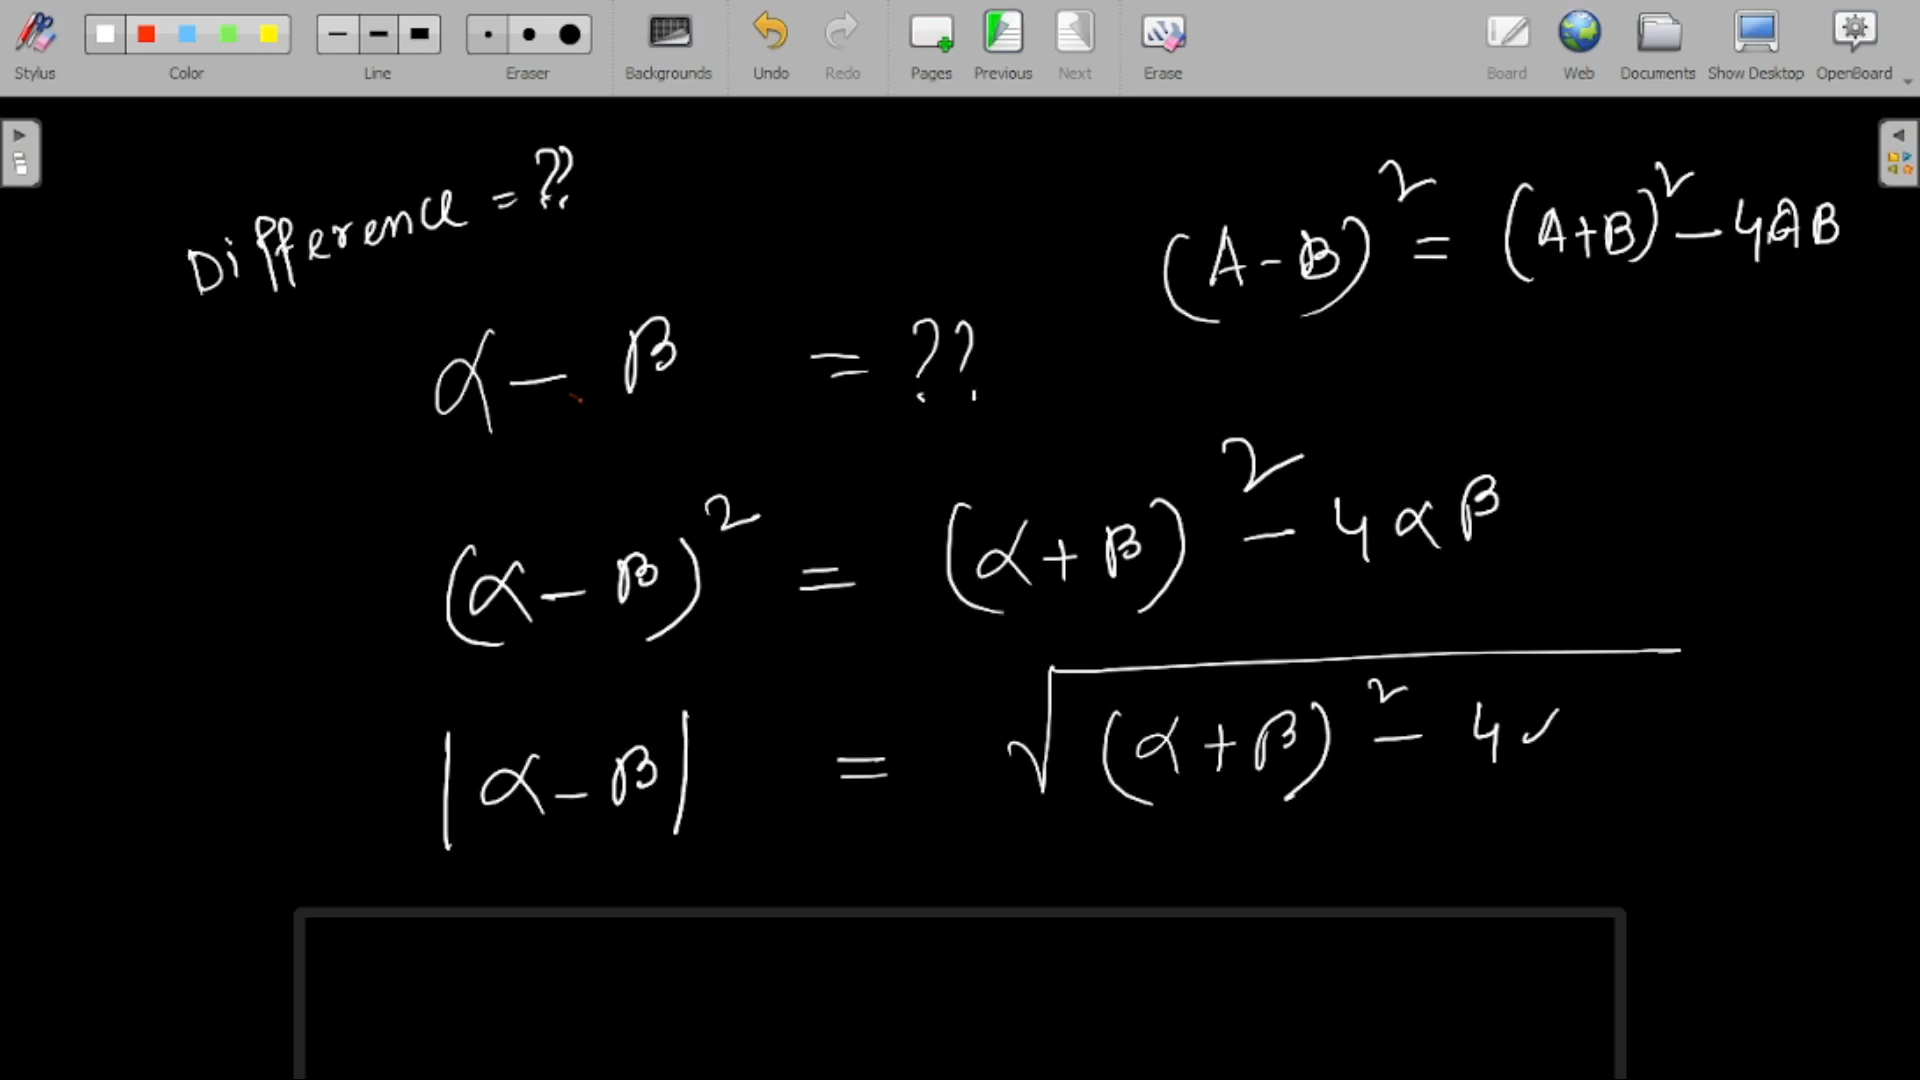 Stylus Color Line Eraser Backgrounds Undo Redo Pages Previous Next Erase Board Web Documents Show Desktop OpenBoard
Difference = ??
(A - B)² = (A+B)² - 4AB
α - β = ??
(α - β)² = (α + β)² - 4αβ
|α - β| = √(α + β)² - 4